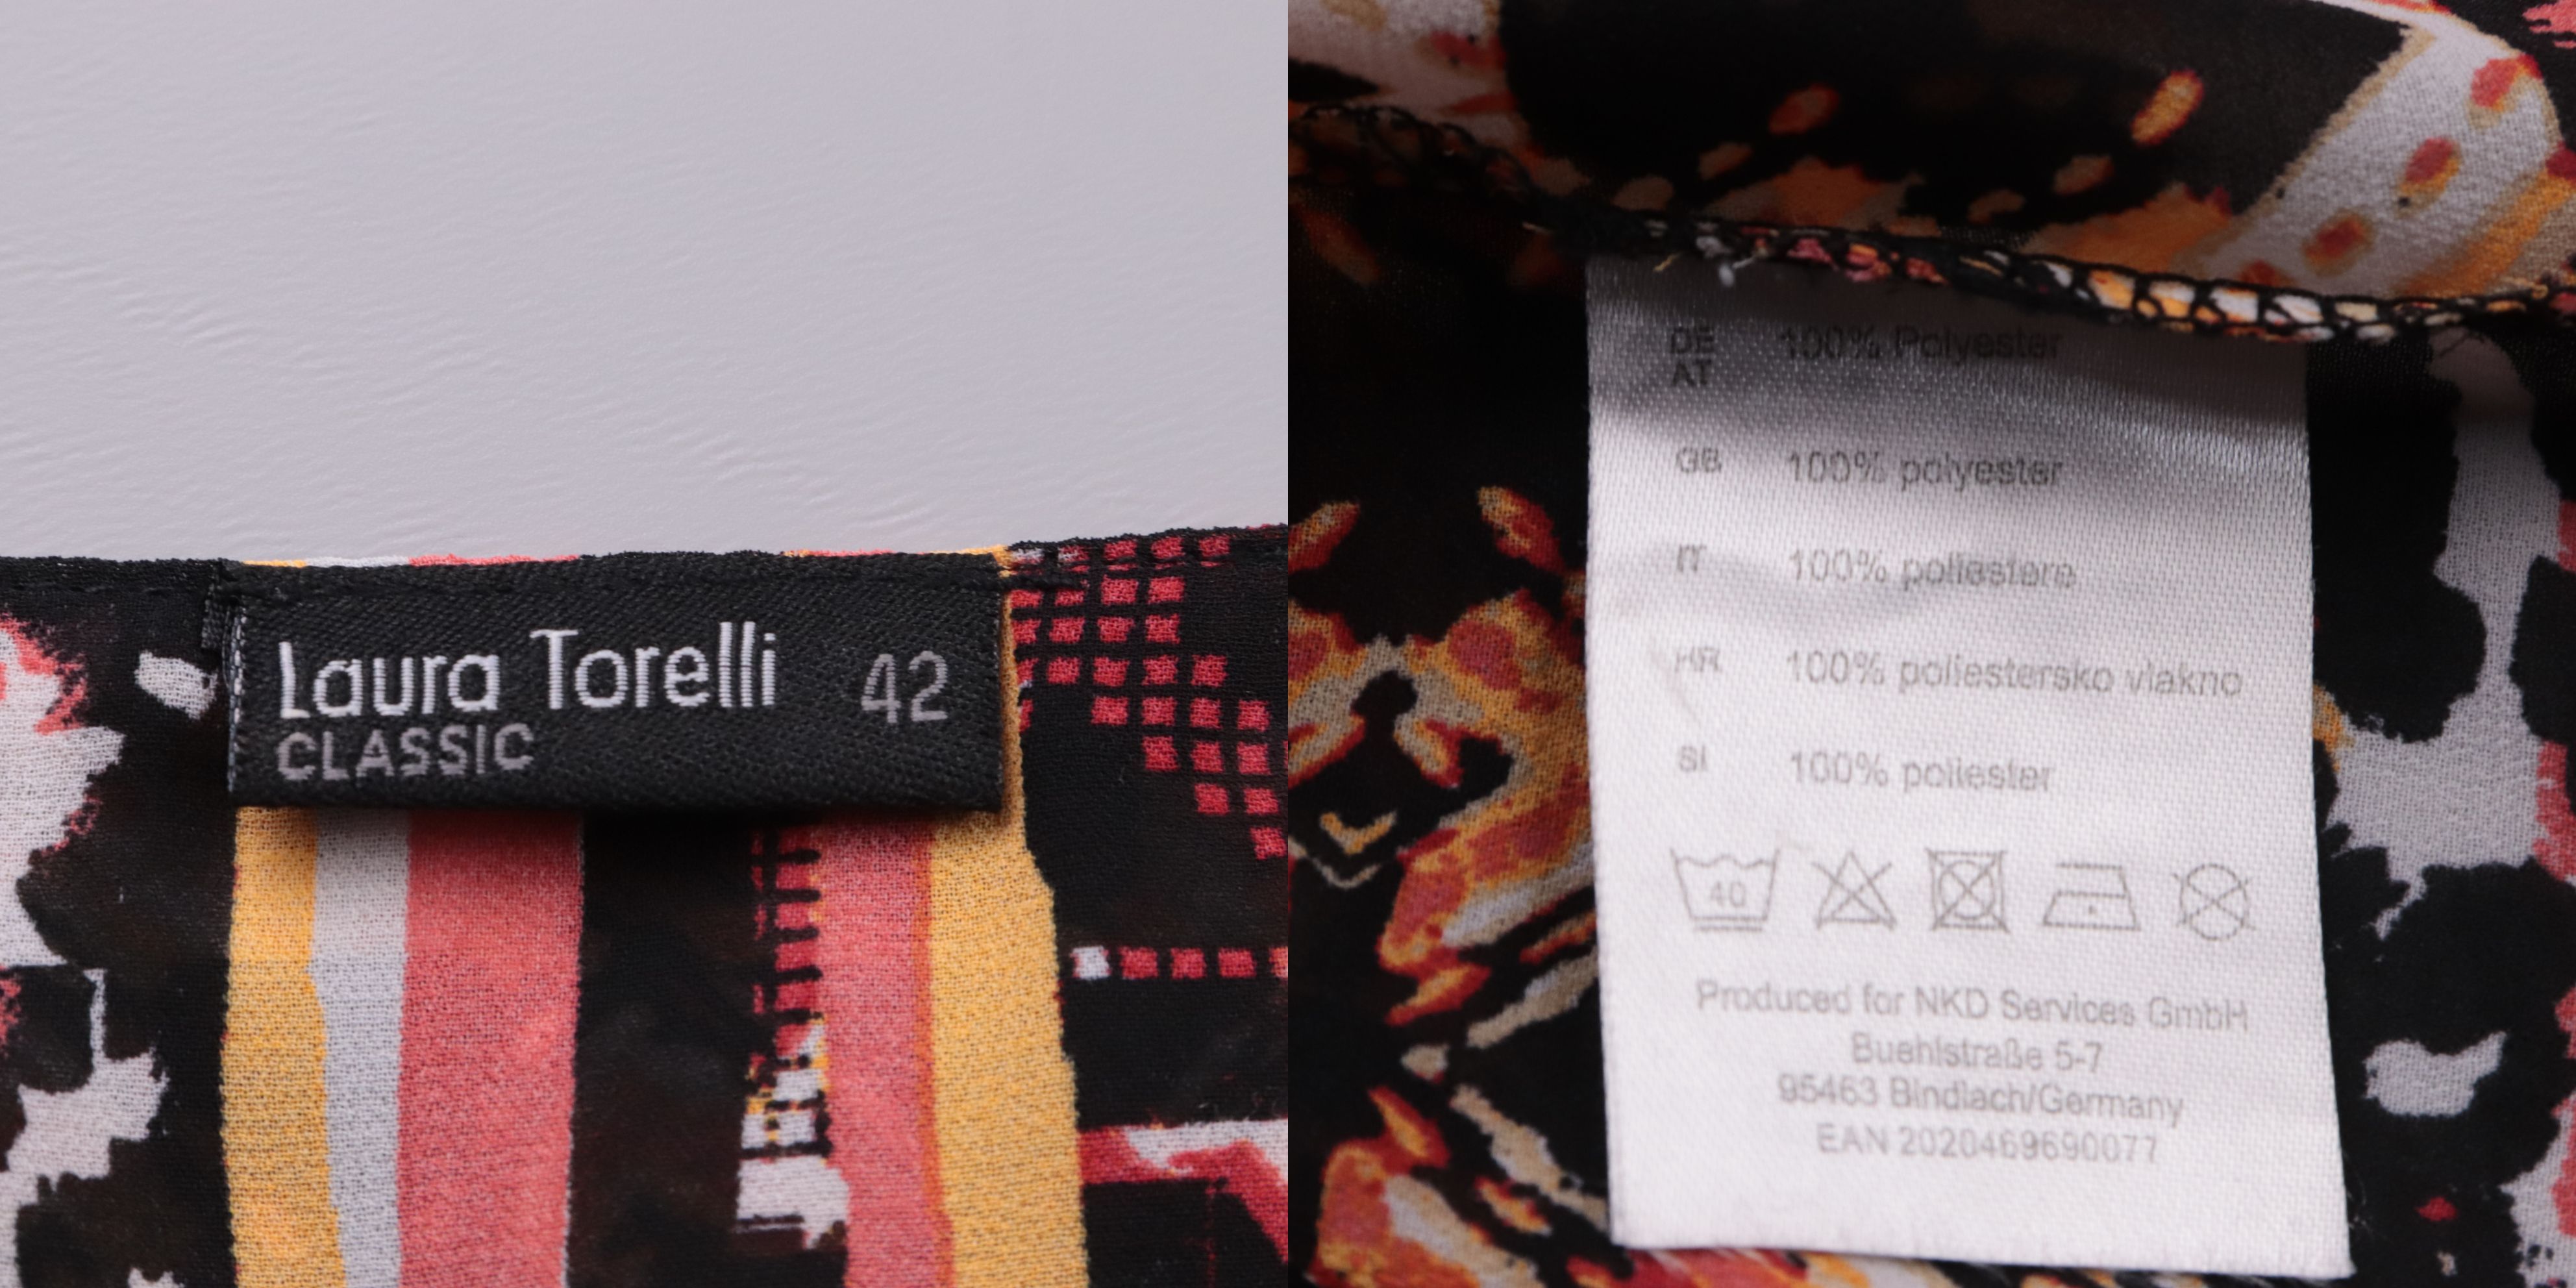 Laura Torelli 42
CLASSIC
DE 100% Polyester
AT
GB 100% polyester
IT 100% poliestere
HR 100% poliestersko vlakno
SI 100% poliester
40
Produced for NKD Services GmbH
Buehlstraße 5-7
95463 Bindlach/Germany
EAN 2020469690077